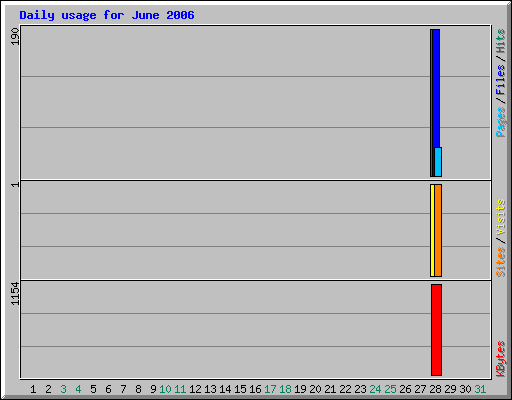 Daily usage for June 2006
190
1
1154
Pages / Files / Hits
Sites / Visits
KBytes
1 2 3 4 5 6 7 8 9 10 11 12 13 14 15 16 17 18 19 20 21 22 23 24 25 26 27 28 29 30 31